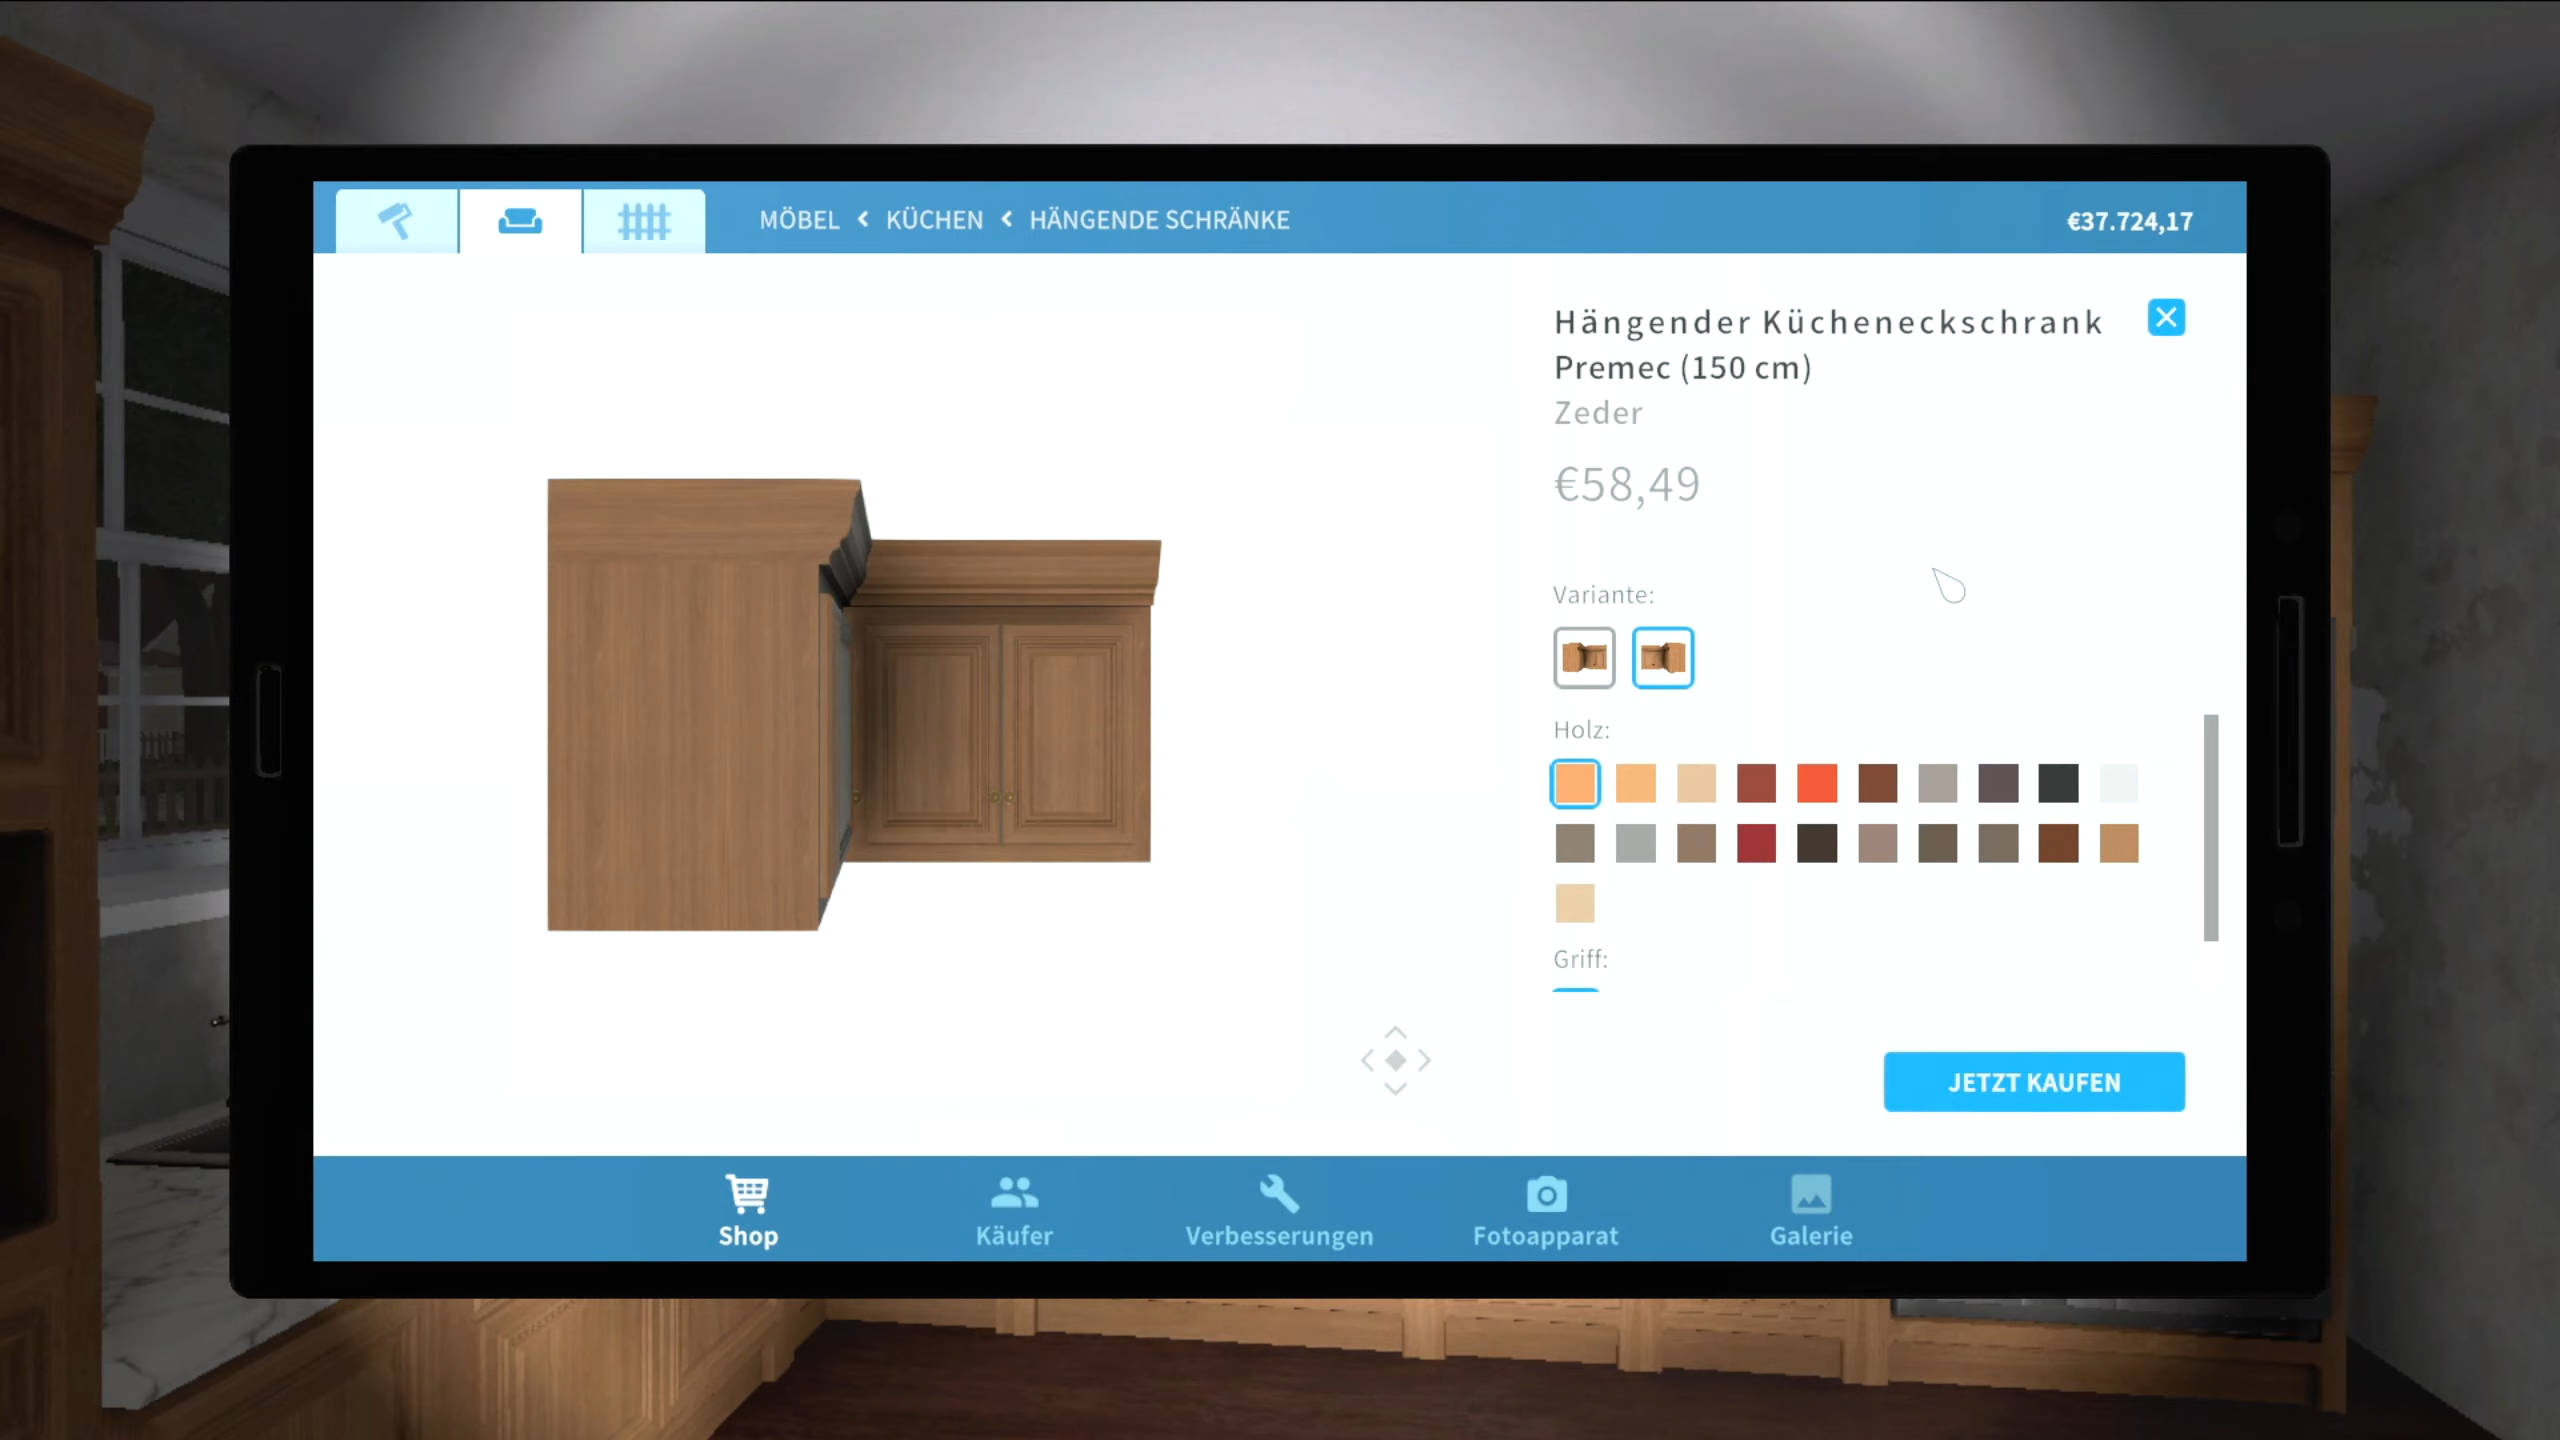 MÖBEL < KÜCHEN < HÄNGENDE SCHRÄNKE
€37.724,17
Hängender Kücheneckschrank
Premec (150 cm)
Zeder
€58,49
Variante:
Holz:
Griff:
JETZT KAUFEN
Shop
Käufer
Verbesserungen
Fotoapparat
Galerie